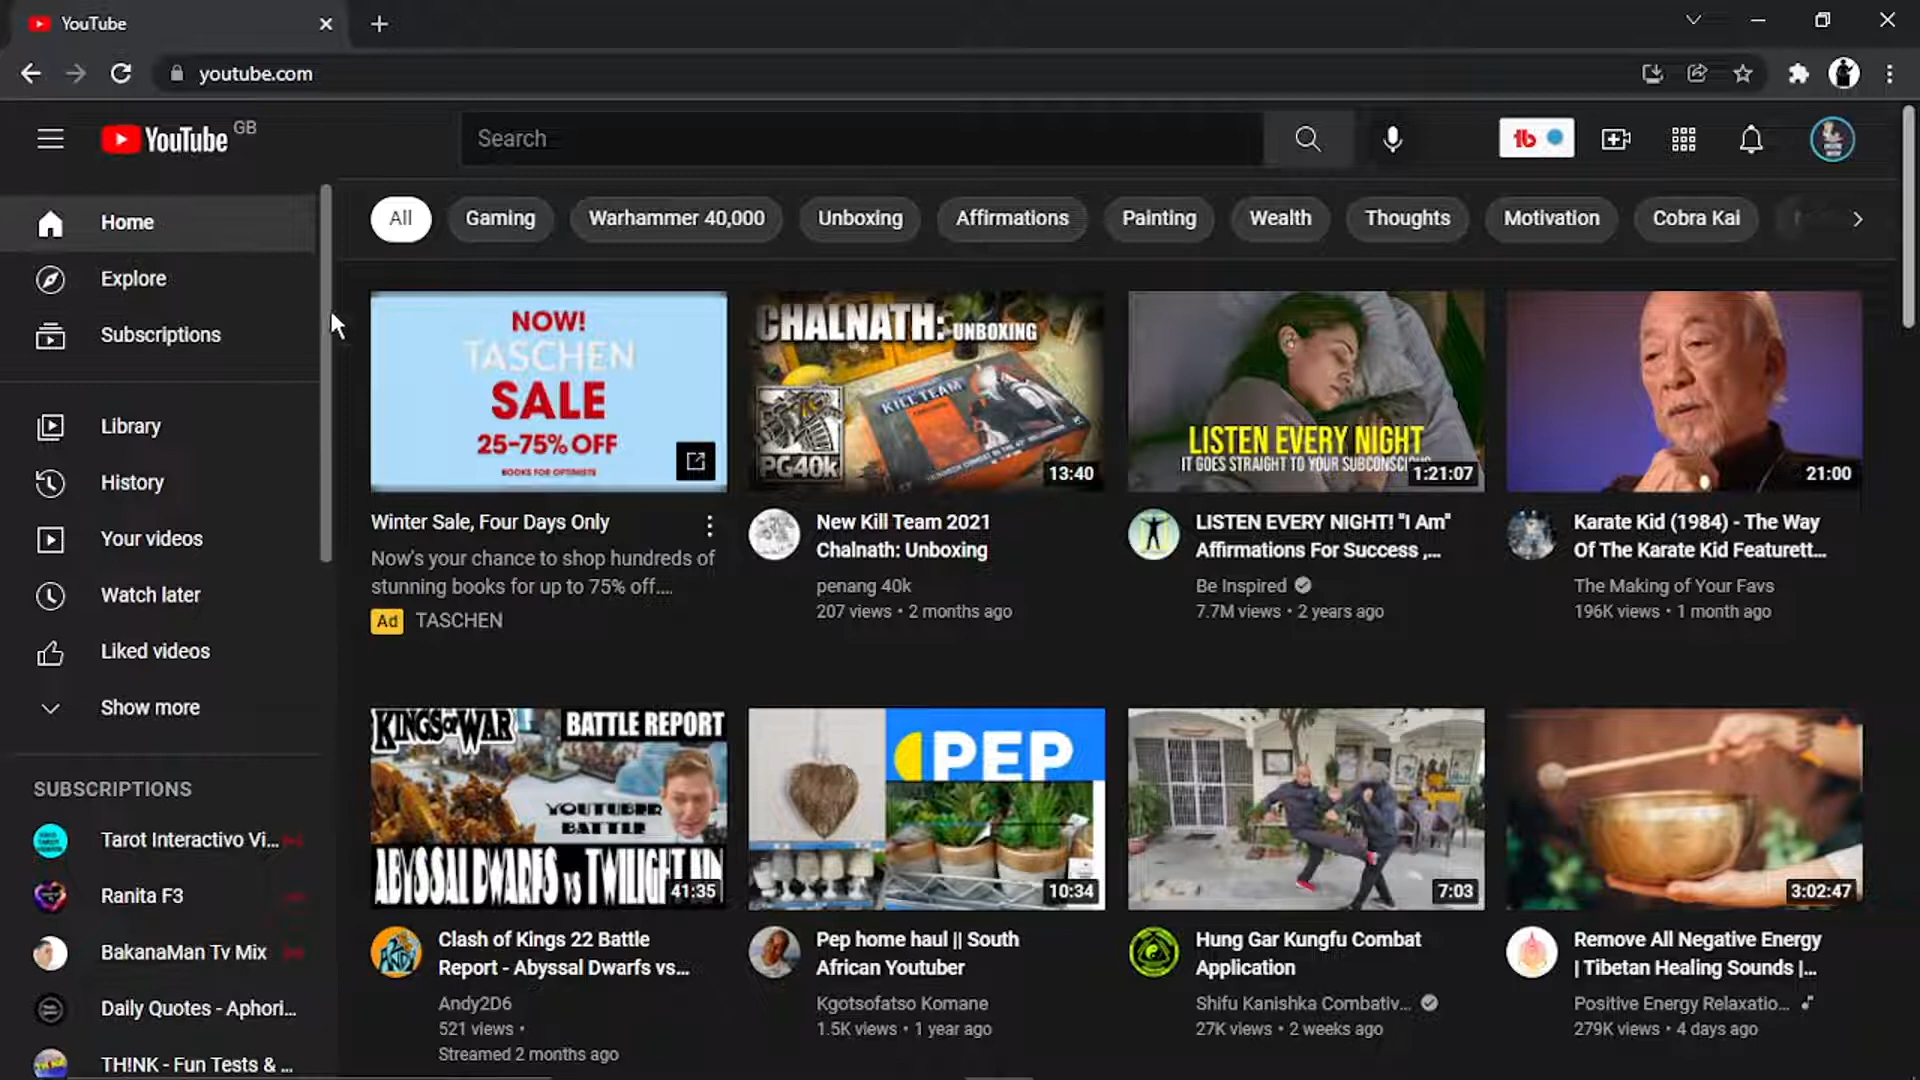 YouTube
youtube.com
YouTube GB
Search
Home
Explore
Subscriptions
Library
History
Your videos
Watch later
Liked videos
Show more
SUBSCRIPTIONS
Tarot Interactivo Vi...
Ranita F3
BakanaMan Tv Mix
Daily Quotes - Aphori...
TH!NK - Fun Tests & ...
All
Gaming
Warhammer 40,000
Unboxing
Affirmations
Painting
Wealth
Thoughts
Motivation
Cobra Kai
NOW!
TASCHEN
SALE
25-75% OFF
BOOKS FOR OPTIMISTS
Winter Sale, Four Days Only
Now's your chance to shop hundreds of
stunning books for up to 75% off....
Ad TASCHEN
CHALNATH: UNBOXING
KILL TEAM
PG40k
13:40
New Kill Team 2021
Chalnath: Unboxing
penang 40k
207 views • 2 months ago
LISTEN EVERY NIGHT
IT GOES STRAIGHT TO YOUR
1:21:07
LISTEN EVERY NIGHT! "I Am"
Affirmations For Success ,...
Be Inspired
7.7M views • 2 years ago
21:00
Karate Kid (1984) - The Way
Of The Karate Kid Featurett...
The Making of Your Favs
196K views • 1 month ago
KINGS OF WAR
BATTLE REPORT
YOUTUBER
BATTLE
ABYSSAL DWARFS vs TWILIGHT KIN
41:35
Clash of Kings 22 Battle
Report - Abyssal Dwarfs vs...
Andy2D6
521 views •
Streamed 2 months ago
PEP
10:34
Pep home haul || South
African Youtuber
Kgotsofatso Komane
1.5K views • 1 year ago
7:03
Hung Gar Kungfu Combat
Application
Shifu Kanishka Combativ...
27K views • 2 weeks ago
3:02:47
Remove All Negative Energy
| Tibetan Healing Sounds |...
Positive Energy Relaxatio...
279K views • 4 days ago